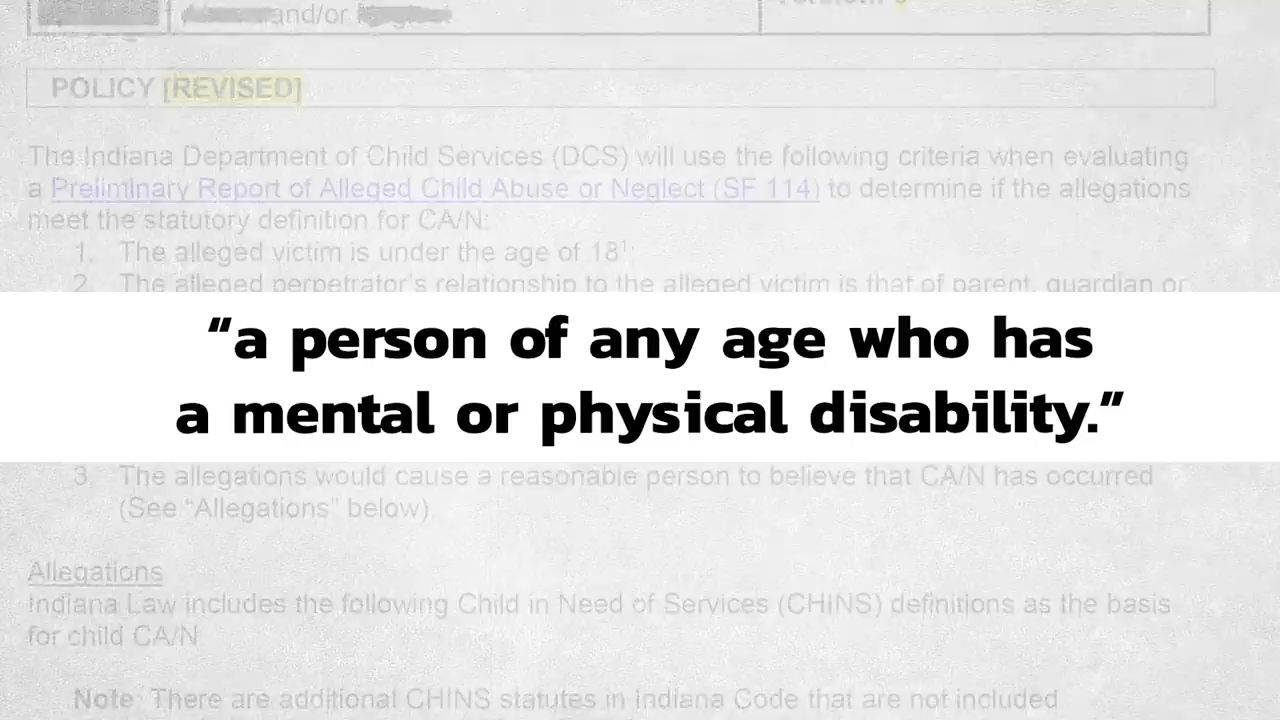 and/or
POLICY [REVISED]
The Indiana Department of Child Services (DCS) will use the following criteria when evaluating
a Preliminary Report of Alleged Child Abuse or Neglect (SF 114) to determine if the allegations
meet the statutory definition for CA/N:
1. The alleged victim is under the age of 18¹;
2. The alleged perpetrator's relationship to the alleged victim is that of parent, guardian or
“a person of any age who has
a mental or physical disability.”
3. The allegations would cause a reasonable person to believe that CA/N has occurred
(See “Allegations” below).
Allegations
Indiana Law includes the following Child in Need of Services (CHINS) definitions as the basis
for child CA/N
Note There are additional CHINS statutes in Indiana Code that are not included